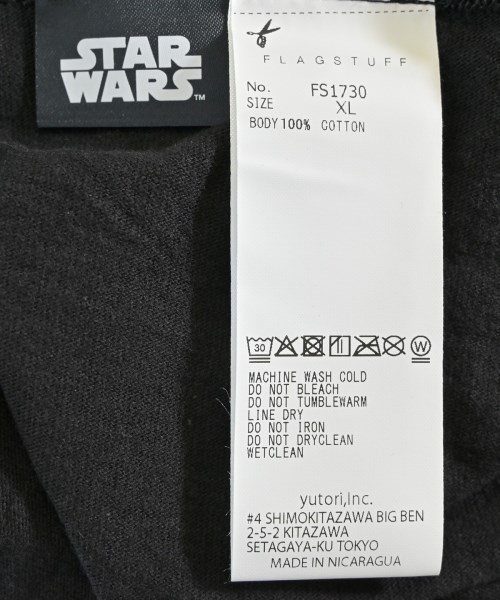 STAR
WARS™
FLAGSTUFF
No. FS1730
SIZE XL
BODY 100% COTTON
30
W
MACHINE WASH COLD
DO NOT BLEACH
DO NOT TUMBLEWARM
LINE DRY
DO NOT IRON
DO NOT DRYCLEAN
WETCLEAN
yutori,Inc.
#4 SHIMOKITAZAWA BIG BEN
2-5-2 KITAZAWA
SETAGAYA-KU TOKYO
MADE IN NICARAGUA